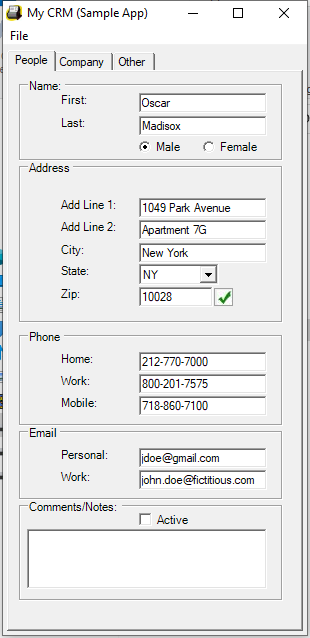 My CRM (Sample App)
File
People Company Other
Name:
First: Oscar
Last: Madisox
Male Female
Address
Add Line 1: 1049 Park Avenue
Add Line 2: Apartment 7G
City: New York
State: NY
Zip: 10028
Phone
Home: 212-770-7000
Work: 800-201-7575
Mobile: 718-860-7100
Email
Personal: jdoe@gmail.com
Work: john.doe@fictitious.com
Comments/Notes:
Active